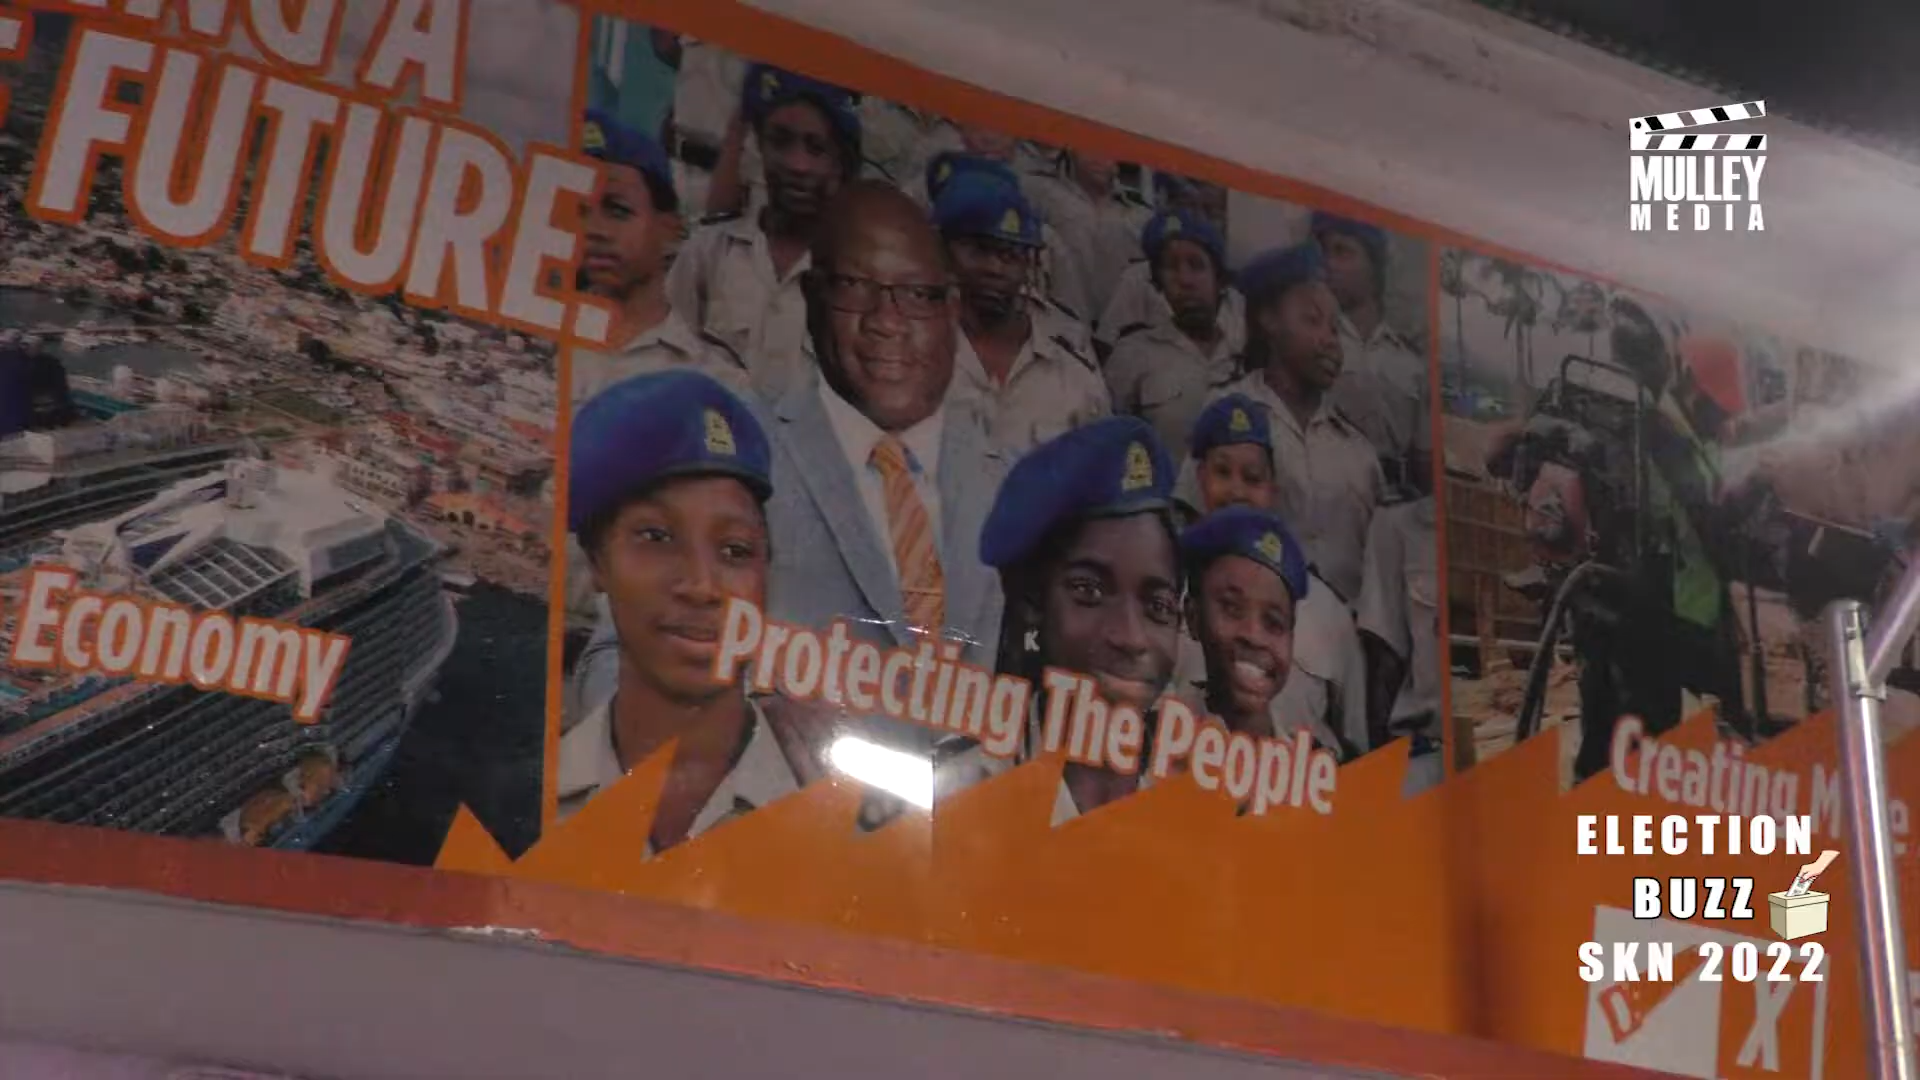 A
FUTURE.
MULLEY
MEDIA
Economy
Protecting The People
Creating
ELECTION
BUZZ
SKN 2022
X